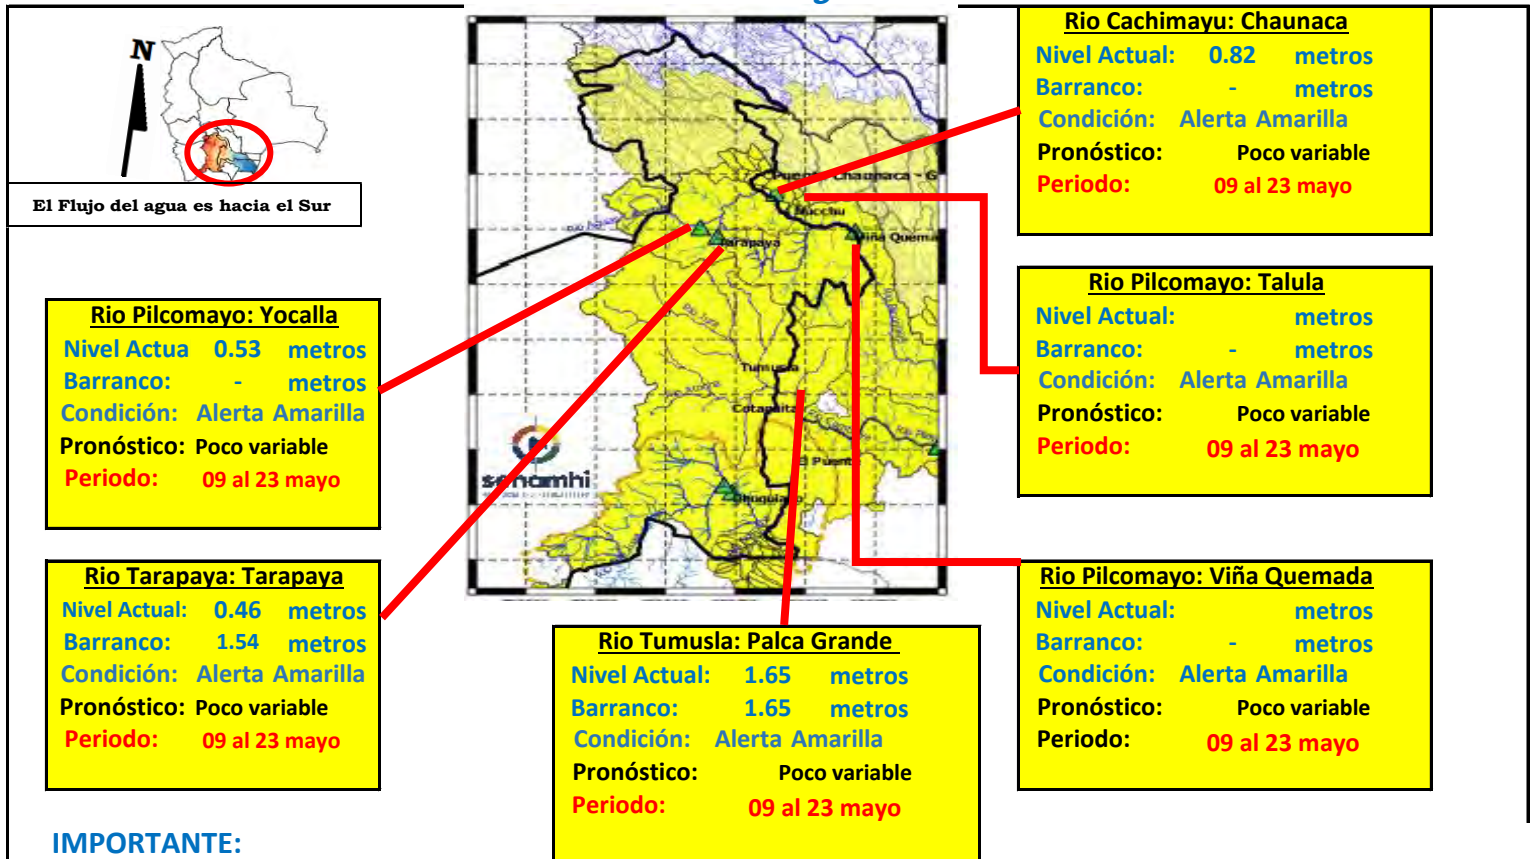 N
El Flujo del agua es hacia el Sur
Rio Pilcomayo: Yocalla
Nivel Actua 0.53 metros
Barranco: - metros
Condición: Alerta Amarilla
Pronóstico: Poco variable
Periodo: 09 al 23 mayo
Rio Tarapaya: Tarapaya
Nivel Actual: 0.46 metros
Barranco: 1.54 metros
Condición: Alerta Amarilla
Pronóstico: Poco variable
Periodo: 09 al 23 mayo
Puente Chaunaca - G
Tarapaya
Viña Quema
Tumusla
Cotagaita
El Puente
senamhi
Rio Tumusla: Palca Grande
Nivel Actual: 1.65 metros
Barranco: 1.65 metros
Condición: Alerta Amarilla
Pronóstico: Poco variable
Periodo: 09 al 23 mayo
Rio Cachimayu: Chaunaca
Nivel Actual: 0.82 metros
Barranco: - metros
Condición: Alerta Amarilla
Pronóstico: Poco variable
Periodo: 09 al 23 mayo
Rio Pilcomayo: Talula
Nivel Actual: metros
Barranco: - metros
Condición: Alerta Amarilla
Pronóstico: Poco variable
Periodo: 09 al 23 mayo
Rio Pilcomayo: Viña Quemada
Nivel Actual: metros
Barranco: - metros
Condición: Alerta Amarilla
Pronóstico: Poco variable
Periodo: 09 al 23 mayo
IMPORTANTE: